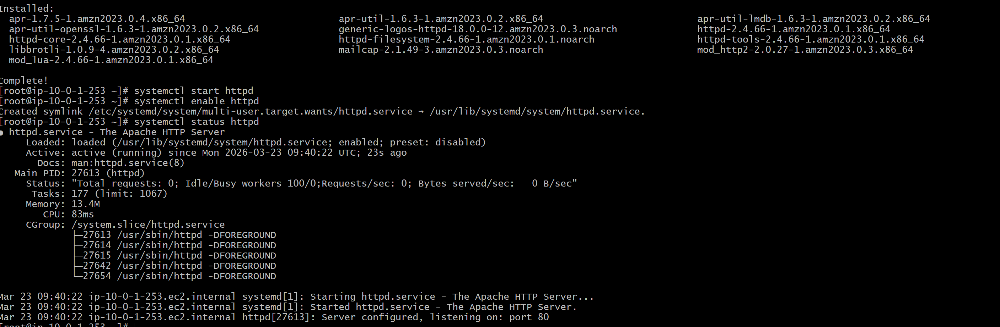 Installed:
  apr-1.7.5-1.amzn2023.0.4.x86_64                           apr-util-1.6.3-1.amzn2023.0.2.x86_64                           apr-util-lmdb-1.6.3-1.amzn2023.0.2.x86_64
  apr-util-openssl-1.6.3-1.amzn2023.0.2.x86_64              generic-logos-httpd-18.0.0-12.amzn2023.0.3.noarch              httpd-2.4.66-1.amzn2023.0.1.x86_64
  httpd-core-2.4.66-1.amzn2023.0.1.x86_64                   httpd-filesystem-2.4.66-1.amzn2023.0.1.noarch                  httpd-tools-2.4.66-1.amzn2023.0.1.x86_64
  libbrotli-1.0.9-4.amzn2023.0.2.x86_64                     mailcap-2.1.49-3.amzn2023.0.3.noarch                           mod_http2-2.0.27-1.amzn2023.0.3.x86_64
  mod_lua-2.4.66-1.amzn2023.0.1.x86_64

Complete!
[root@ip-10-0-1-253 ~]# systemctl start httpd
[root@ip-10-0-1-253 ~]# systemctl enable httpd
Created symlink /etc/systemd/system/multi-user.target.wants/httpd.service → /usr/lib/systemd/system/httpd.service.
[root@ip-10-0-1-253 ~]# systemctl status httpd
● httpd.service - The Apache HTTP Server
     Loaded: loaded (/usr/lib/systemd/system/httpd.service; enabled; preset: disabled)
     Active: active (running) since Mon 2026-03-23 09:40:22 UTC; 23s ago
       Docs: man:httpd.service(8)
   Main PID: 27613 (httpd)
     Status: "Total requests: 0; Idle/Busy workers 100/0;Requests/sec: 0; Bytes served/sec:   0 B/sec"
      Tasks: 177 (limit: 1067)
     Memory: 13.4M
        CPU: 83ms
     CGroup: /system.slice/httpd.service
             ├─27613 /usr/sbin/httpd -DFOREGROUND
             ├─27614 /usr/sbin/httpd -DFOREGROUND
             ├─27615 /usr/sbin/httpd -DFOREGROUND
             ├─27642 /usr/sbin/httpd -DFOREGROUND
             └─27654 /usr/sbin/httpd -DFOREGROUND

Mar 23 09:40:22 ip-10-0-1-253.ec2.internal systemd[1]: Starting httpd.service - The Apache HTTP Server...
Mar 23 09:40:22 ip-10-0-1-253.ec2.internal systemd[1]: Started httpd.service - The Apache HTTP Server.
Mar 23 09:40:22 ip-10-0-1-253.ec2.internal httpd[27613]: Server configured, listening on: port 80
[root@ip-10-0-1-253 ~]#